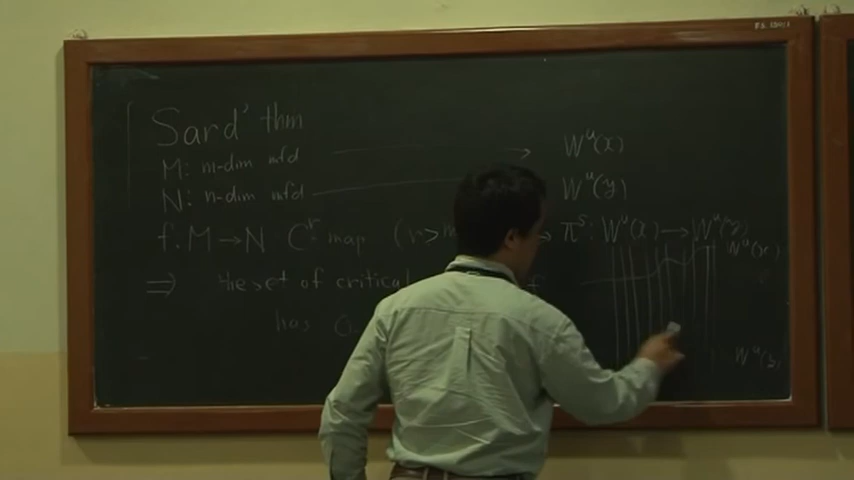 Sard' thm
M: m-dim mfd → W^u(x)
N: n-dim mfd W^u(y)
f: M → N C^r map (r > → π^s: W^u(x) → W^u(y)
W^u(x)
⇒ the set of critical f
has
W^u(y)